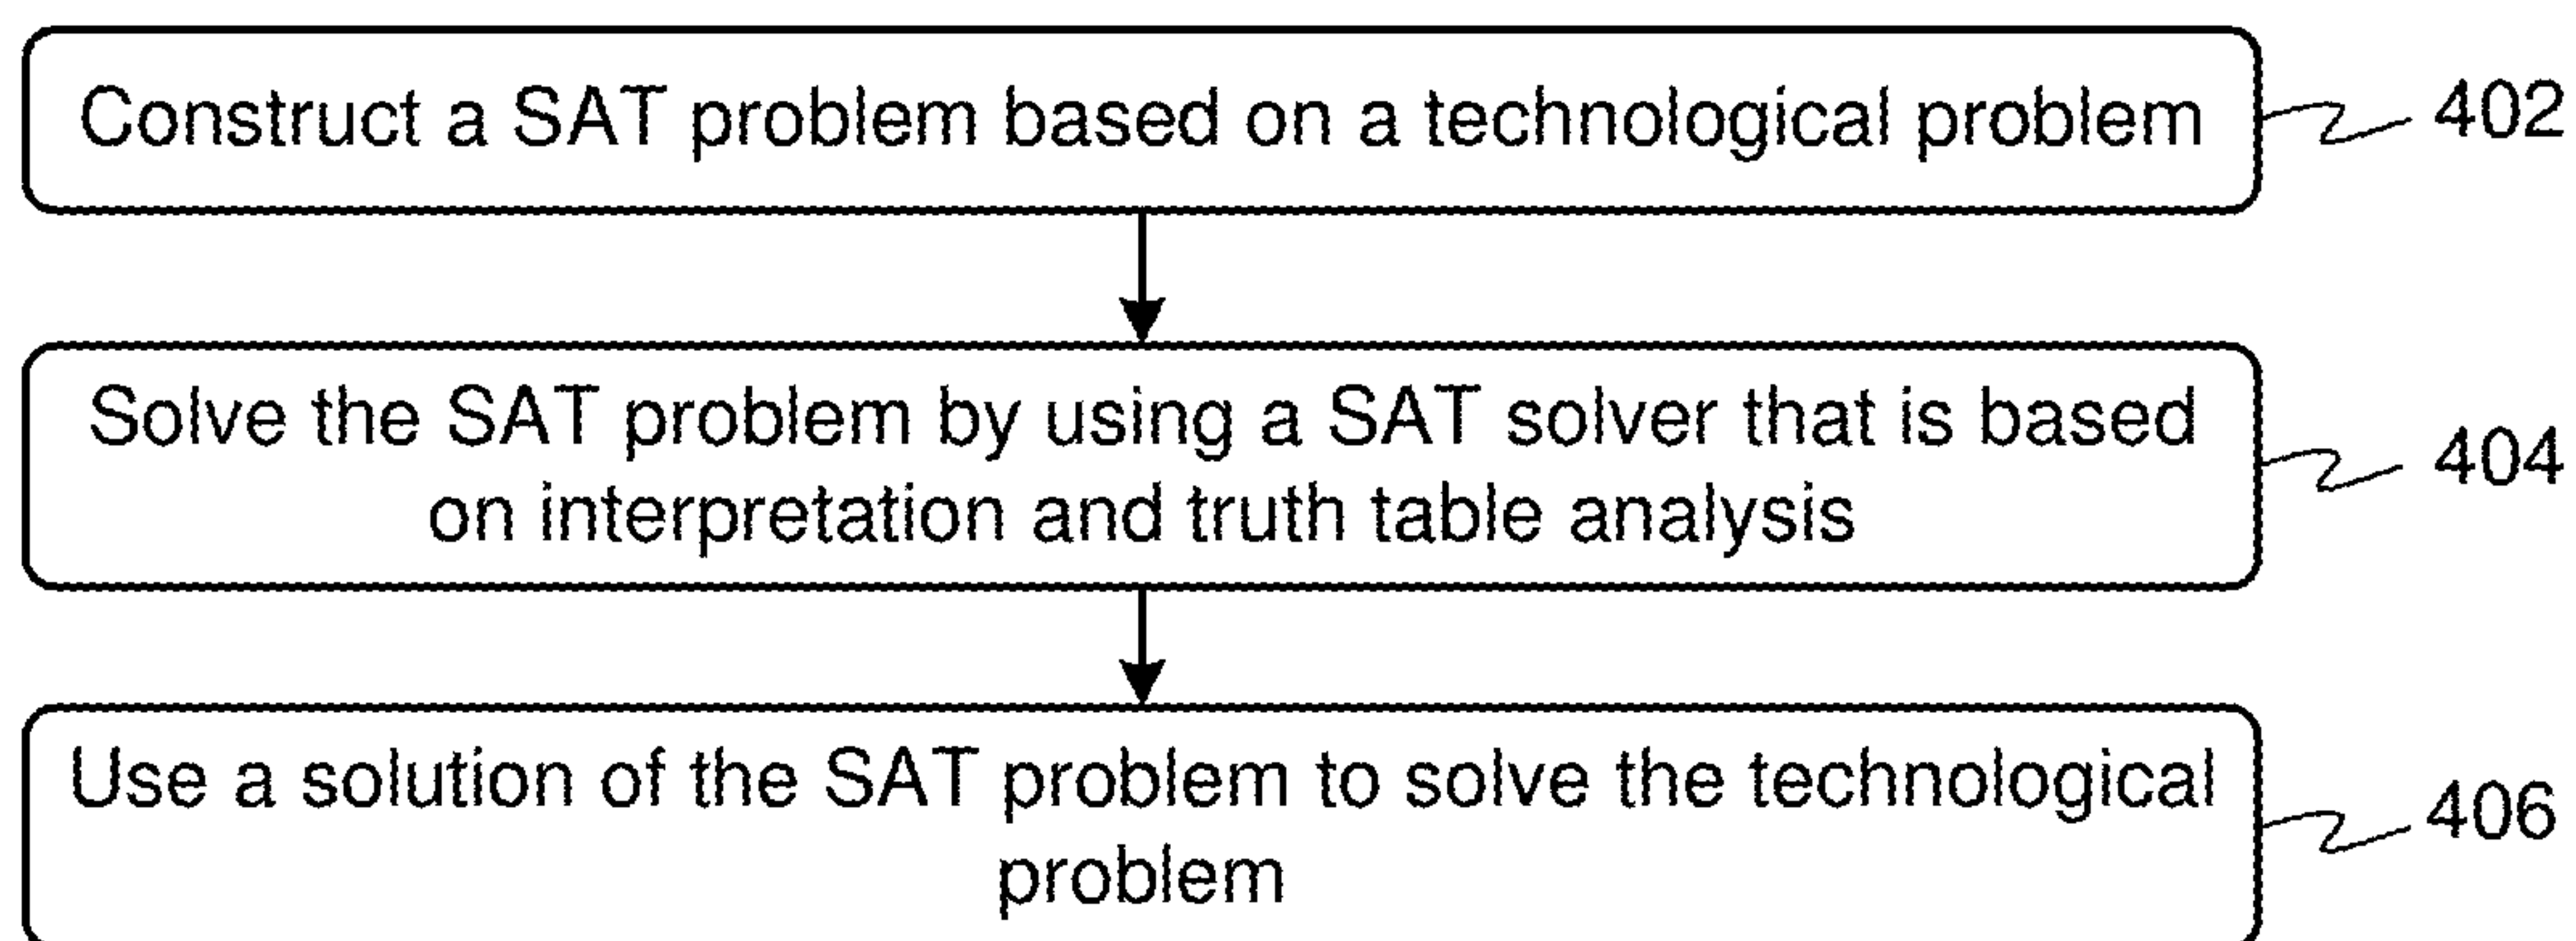 Construct a SAT problem based on a technological problem
402
Solve the SAT problem by using a SAT solver that is based
on interpretation and truth table analysis
404
Use a solution of the SAT problem to solve the technological
problem
406